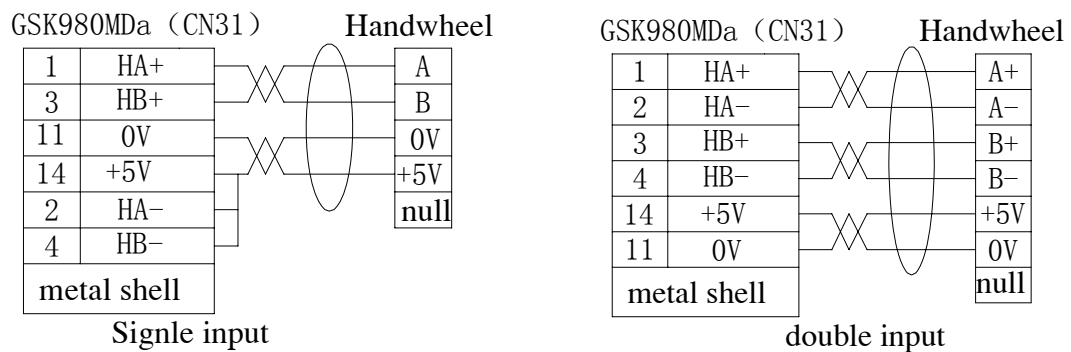 GSK980MDa (CN31) Handwheel
1 HA+ A
3 HB+ B
11 0V 0V
14 +5V +5V
2 HA- null
4 HB-
metal shell
Signle input
GSK980MDa (CN31) Handwheel
1 HA+ A+
2 HA- A-
3 HB+ B+
4 HB- B-
14 +5V +5V
11 0V 0V
metal shell null
double input